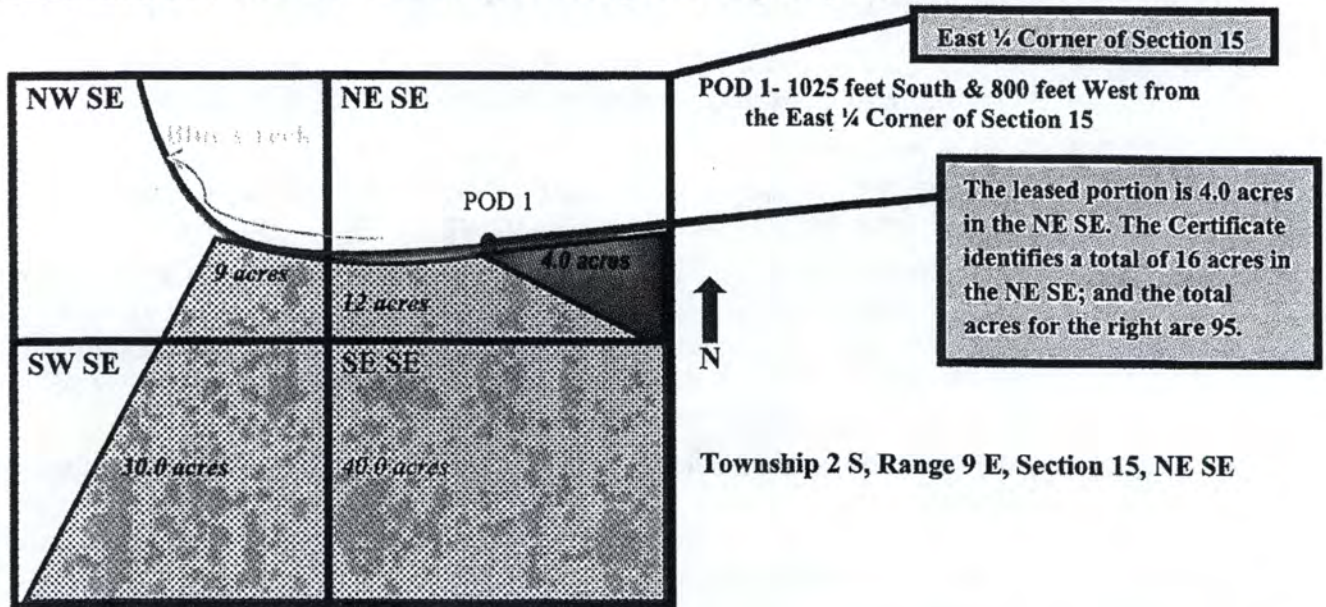 East ¼ Corner of Section 15
NW SE
NE SE
POD 1- 1025 feet South & 800 feet West from
the East ¼ Corner of Section 15
POD 1
The leased portion is 4.0 acres
in the NE SE. The Certificate
identifies a total of 16 acres in
the NE SE; and the total
acres for the right are 95.
4.0 acres
9 acres
12 acres
N
SW SE
SE SE
30.0 acres
40.0 acres
Township 2 S, Range 9 E, Section 15, NE SE